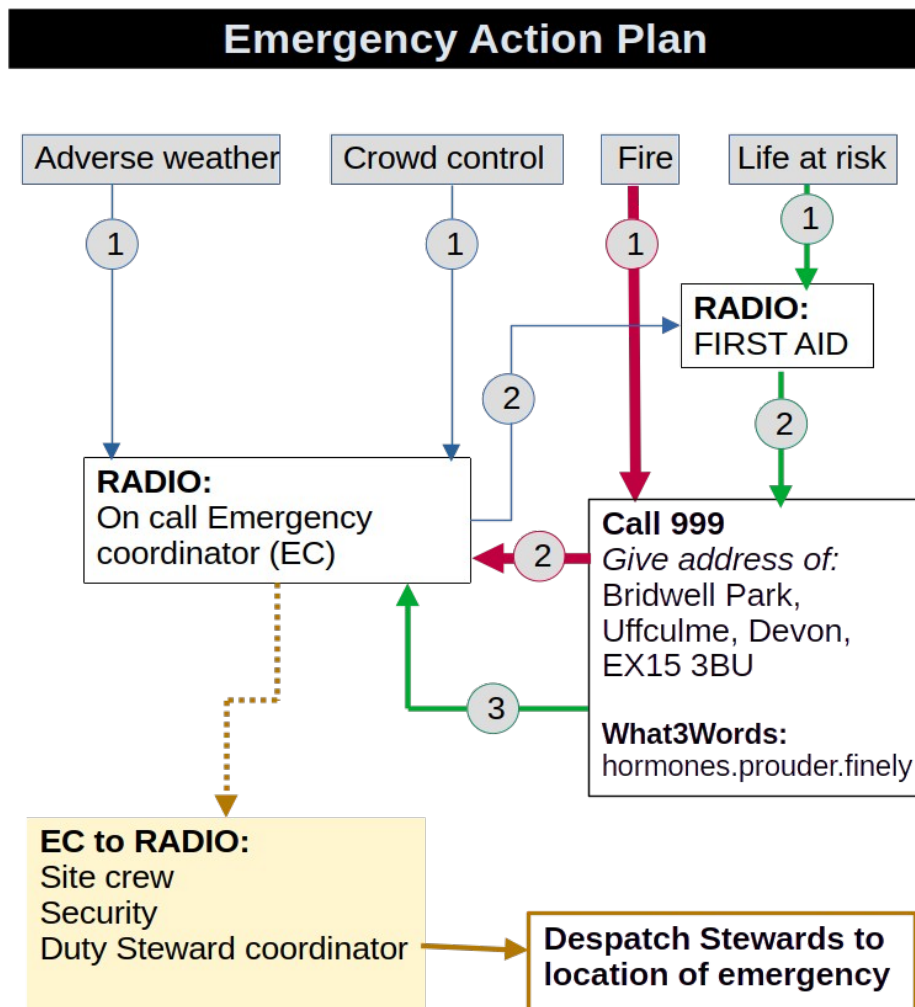 Emergency Action Plan
Adverse weather
Crowd control
Fire
Life at risk
1
1
1
1
RADIO:
FIRST AID
2
2
RADIO:
On call Emergency
coordinator (EC)
Call 999
Give address of:
Bridwell Park,
Uffculme, Devon,
EX15 3BU
What3Words:
hormones.prouder.finely
2
3
EC to RADIO:
Site crew
Security
Duty Steward coordinator
Despatch Stewards to
location of emergency